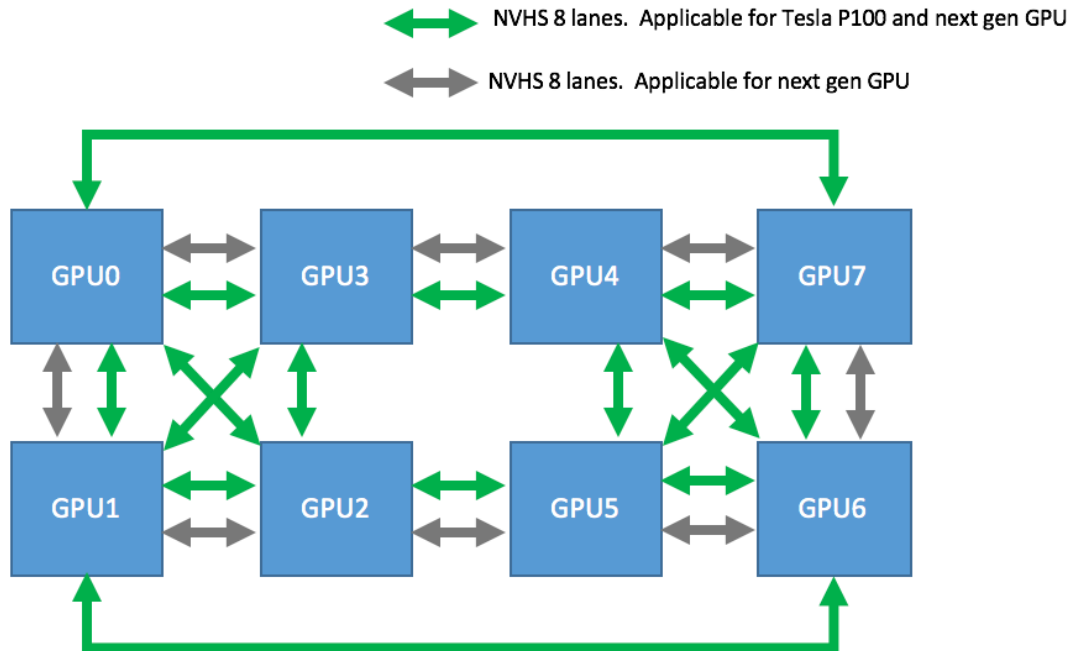 NVHS 8 lanes.  Applicable for Tesla P100 and next gen GPU
NVHS 8 lanes.  Applicable for next gen GPU
GPU0
GPU3
GPU4
GPU7
GPU1
GPU2
GPU5
GPU6